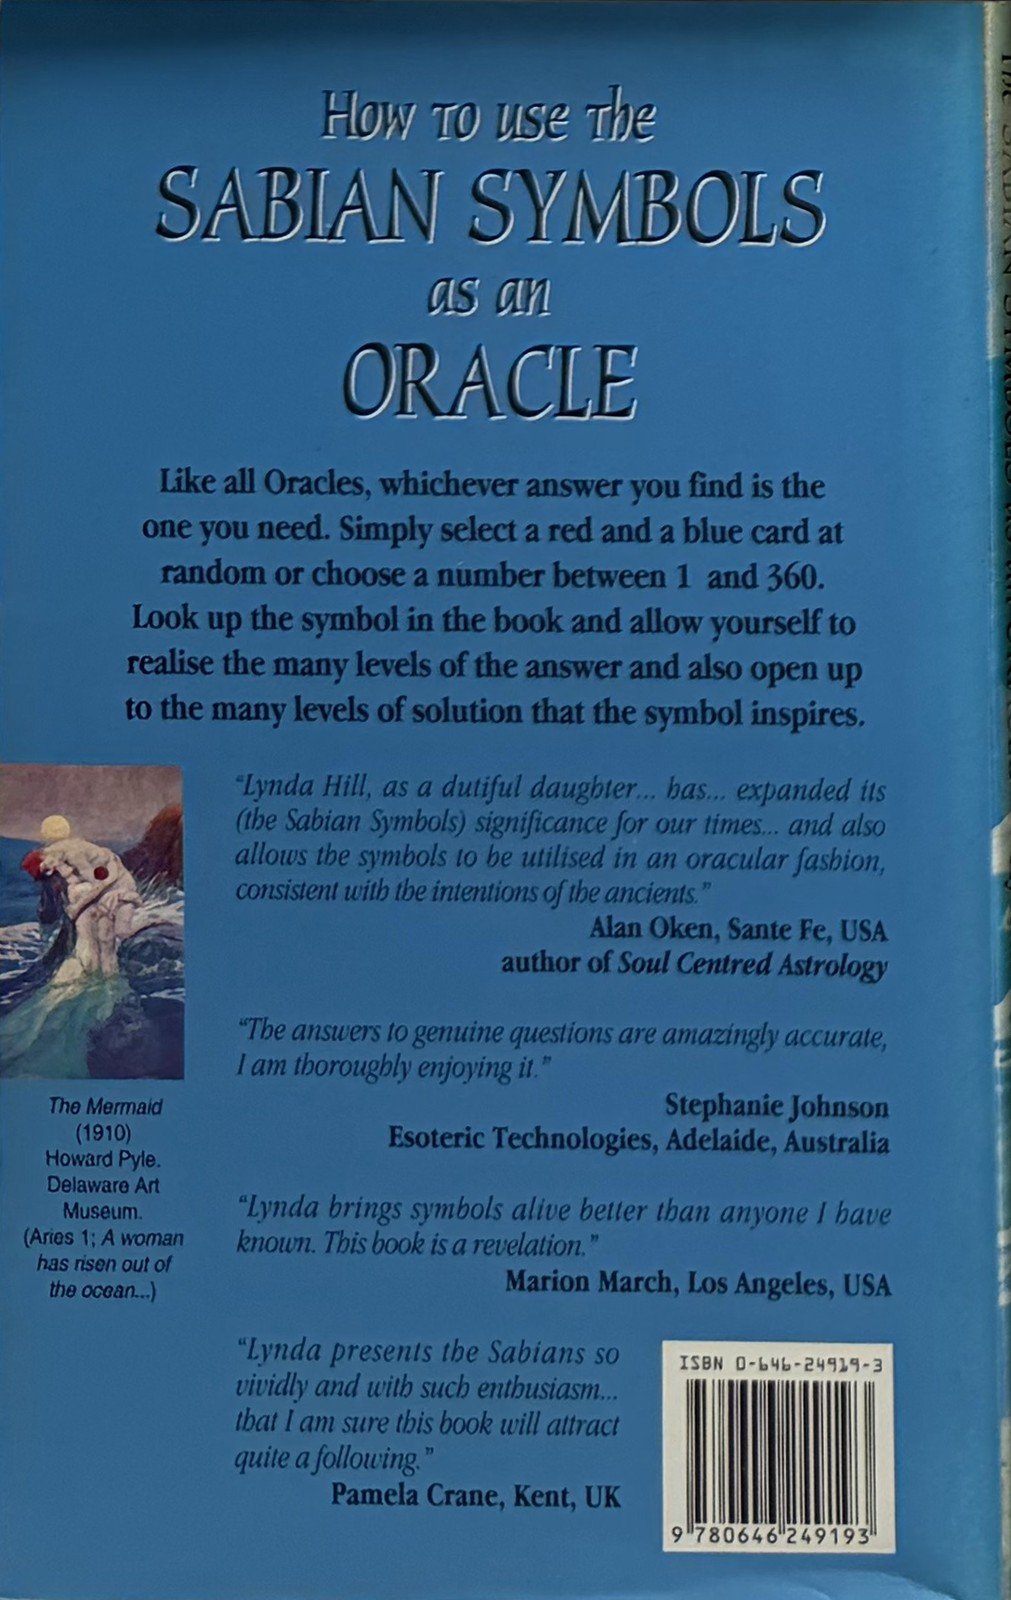 How to use the
SABIAN SYMBOLS
as an
ORACLE
Like all Oracles, whichever answer you find is the
one you need. Simply select a red and a blue card at
random or choose a number between 1 and 360.
Look up the symbol in the book and allow yourself to
realise the many levels of the answer and also open up
to the many levels of solution that the symbol inspires.
"Lynda Hill, as a dutiful daughter... has... expanded its
(the Sabian Symbols) significance for our times... and also
allows the symbols to be utilised in an oracular fashion,
consistent with the intentions of the ancients."
Alan Oken, Sante Fe, USA
author of Soul Centred Astrology
"The answers to genuine questions are amazingly accurate,
I am thoroughly enjoying it."
Stephanie Johnson
Esoteric Technologies, Adelaide, Australia
The Mermaid
(1910)
Howard Pyle.
Delaware Art
Museum.
(Aries 1; A woman
has risen out of
the ocean...)
"Lynda brings symbols alive better than anyone I have
known. This book is a revelation."
Marion March, Los Angeles, USA
"Lynda presents the Sabians so
vividly and with such enthusiasm...
that I am sure this book will attract
quite a following."
Pamela Crane, Kent, UK
ISBN 0-646-24919-3
9 780646 249193
The SABIAN SYMBOLS